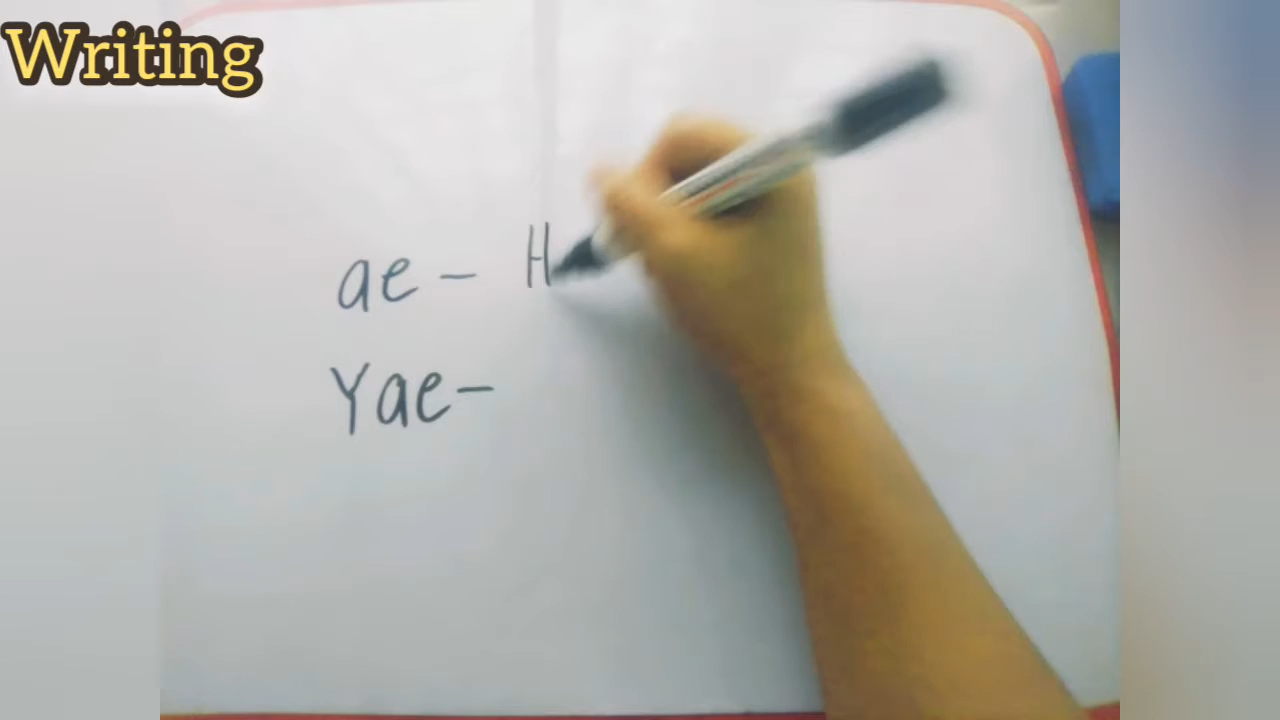 Writing
ae - ㅐ
Yae -